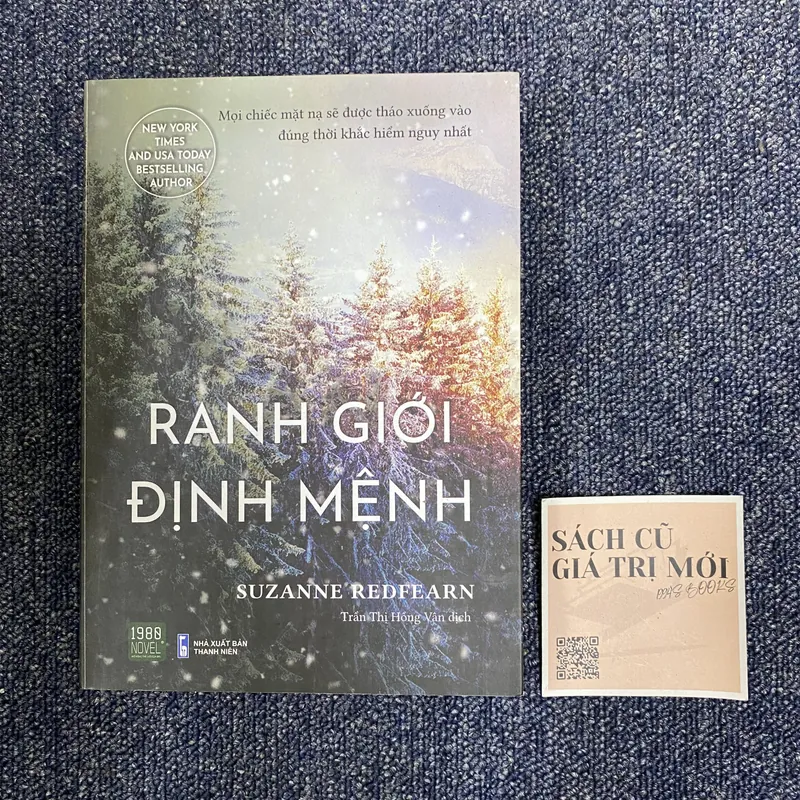 Mọi chiếc mặt nạ sẽ được tháo xuống vào
đúng thời khắc hiểm nguy nhất
NEW YORK
TIMES
AND USA TODAY
BESTSELLING
AUTHOR
RANH GIỚI
ĐỊNH MỆNH
SUZANNE REDFEARN
Trần Thị Hồng Vân dịch
1980
NOVEL
NHÀ XUẤT BẢN
THANH NIÊN
SÁCH CŨ
GIÁ TRỊ MỚI